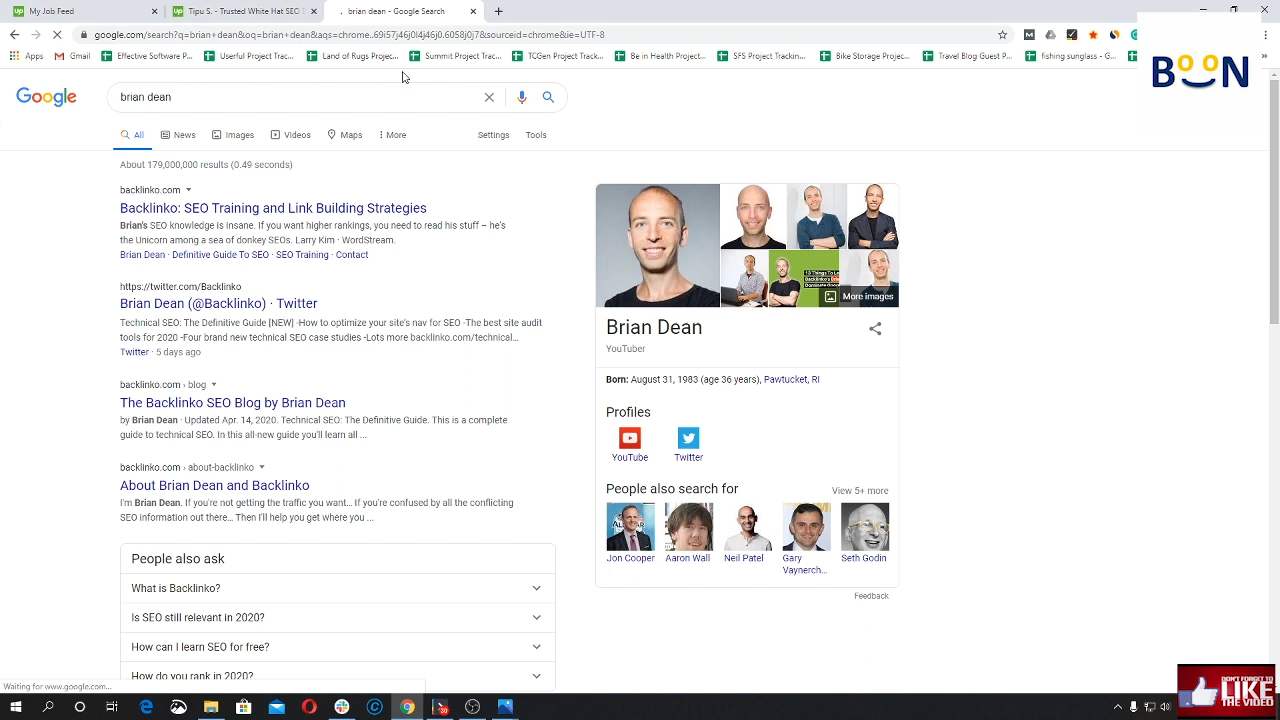 My Job Feed
Tipu S. - Trusted White Hat SEO
brian dean - Google Search
google.com/search?q=brian+dean&oq=brian+dean&aqs=chrome..69i57j46j0l4j46j0.6058j0j7&sourceid=chrome&ie=UTF-8
Apps
Gmail
Effective Software P...
Userful Project Trac...
Land of Rugs Projec...
Summit Project Trac...
TCGen Project Track...
Be in Health Project...
SFS Project Trackin...
Bike Storage Projec...
Travel Blog Guest P...
fishing sunglass - G...
BOON
Google
brian dean
All
News
Images
Videos
Maps
More
Settings
Tools
About 179,000,000 results (0.49 seconds)
backlinko.com
Backlinko: SEO Training and Link Building Strategies
Brian's SEO knowledge is insane. If you want higher rankings, you need to read his stuff – he's
the Unicorn among a sea of donkey SEOs. Larry Kim · WordStream.
Brian Dean · Definitive Guide To SEO · SEO Training · Contact
https://twitter.com/Backlinko
Brian Dean (@Backlinko) · Twitter
Technical SEO: The Definitive Guide [NEW] -How to optimize your site's nav for SEO -The best site audit
tools for 2020 -Four brand new technical SEO case studies -Lots more backlinko.com/technical...
Twitter · 5 days ago
backlinko.com › blog
The Backlinko SEO Blog by Brian Dean
by Brian Dean · Updated Apr. 14, 2020. Technical SEO: The Definitive Guide. This is a complete
guide to technical SEO. In this all-new guide you'll learn all ...
backlinko.com › about-backlinko
About Brian Dean and Backlinko
I'm Brian Dean. If you're not getting the traffic you want... If you're confused by all the conflicting
SEO information out there... Then I'll help you get where you ...
People also ask
What is Backlinko?
Is SEO still relevant in 2020?
How can I learn SEO for free?
How do you rank in 2020?
More images
Brian Dean
YouTuber
Born: August 31, 1983 (age 36 years), Pawtucket, RI
Profiles
YouTube
Twitter
People also search for
View 5+ more
Jon Cooper
Aaron Wall
Neil Patel
Gary
Vaynerch...
Seth Godin
Feedback
Waiting for www.google.com...
DON'T FORGET TO
LIKE
THE VIDEO